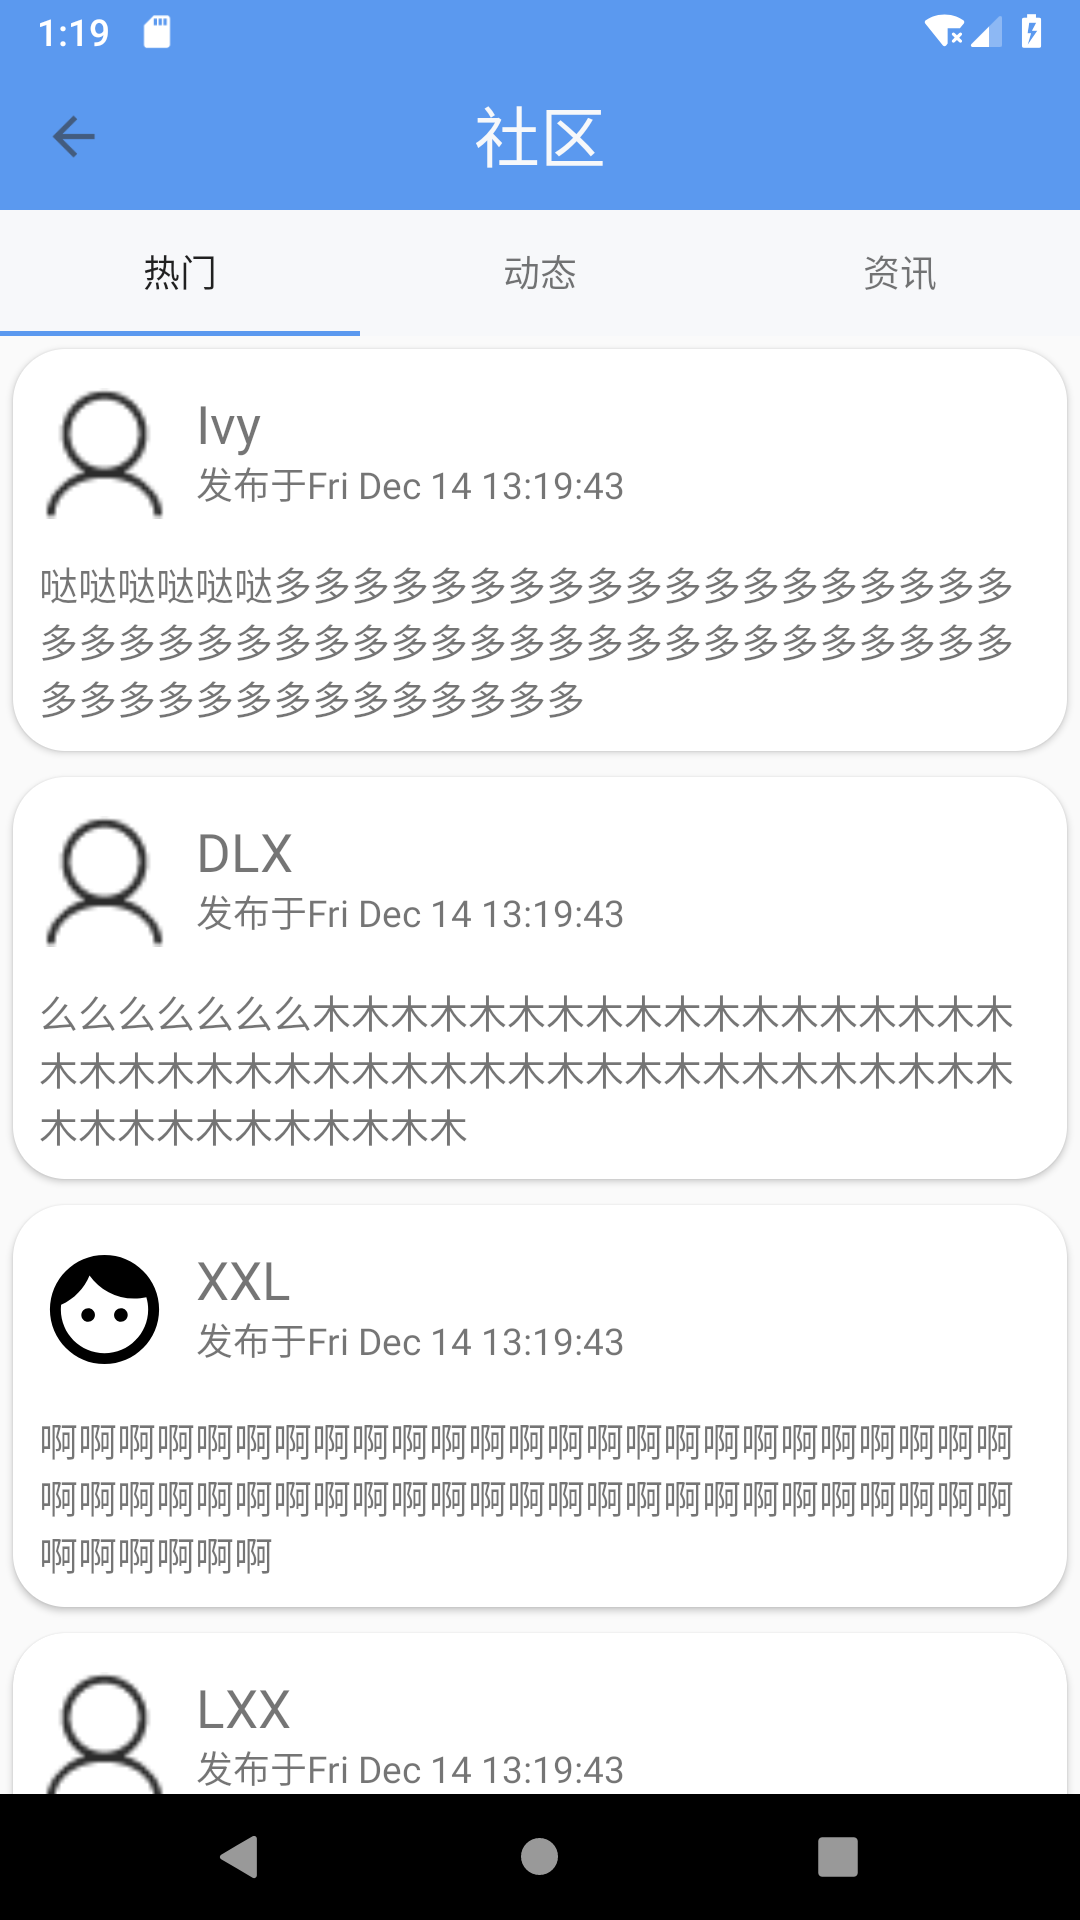 1:19
社区
热门
动态
资讯
Ivy
发布于Fri Dec 14 13:19:43
哒哒哒哒哒哒多多多多多多多多多多多多多多多多多多多
多多多多多多多多多多多多多多多多多多多多多多多多多
多多多多多多多多多多多多多多
DLX
发布于Fri Dec 14 13:19:43
么么么么么么么木木木木木木木木木木木木木木木木木木
木木木木木木木木木木木木木木木木木木木木木木木木木
木木木木木木木木木木木
XXL
发布于Fri Dec 14 13:19:43
啊啊啊啊啊啊啊啊啊啊啊啊啊啊啊啊啊啊啊啊啊啊啊啊啊
啊啊啊啊啊啊啊啊啊啊啊啊啊啊啊啊啊啊啊啊啊啊啊啊啊
啊啊啊啊啊啊
LXX
发布于Fri Dec 14 13:19:43